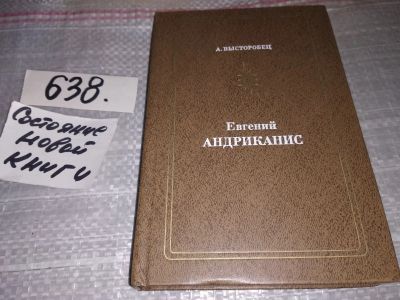 638.
Состояние
новой
книги
А. ВЫСТОРОБЕЦ
Евгений
АНДРИКАНИС